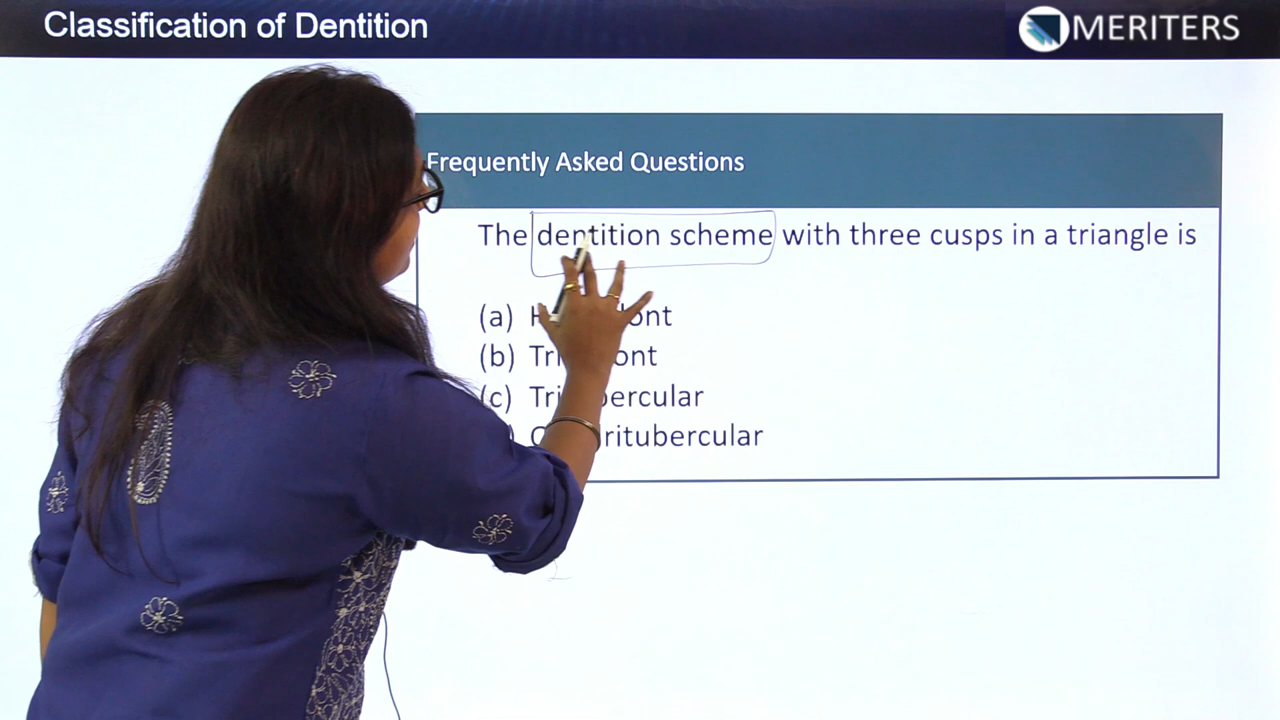 Classification of Dentition
MERITERS
Frequently Asked Questions
The dentition scheme with three cusps in a triangle is
(a)
(b)
(c)